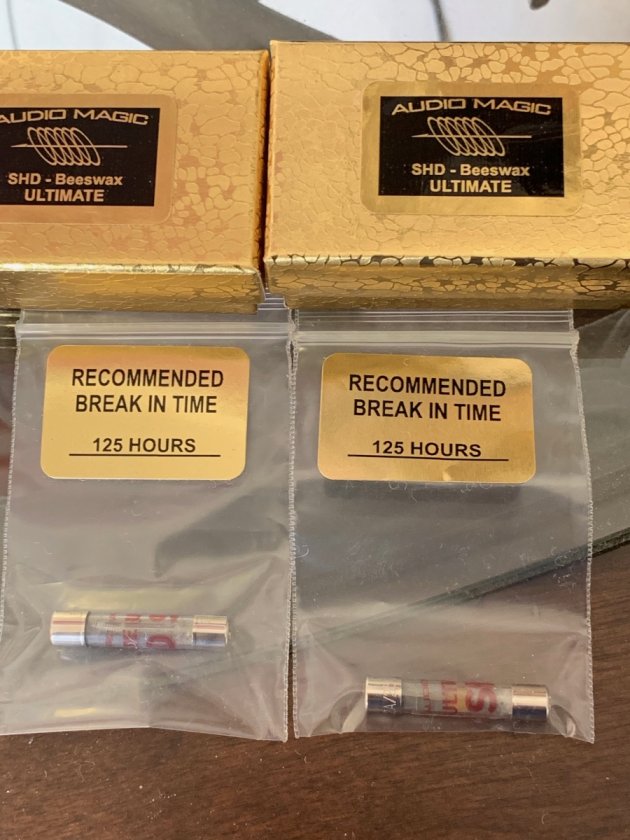 AUDIO MAGIC
SHD - Beeswax
ULTIMATE
AUDIO MAGIC
SHD - Beeswax
ULTIMATE
RECOMMENDED
BREAK IN TIME
125 HOURS
RECOMMENDED
BREAK IN TIME
125 HOURS